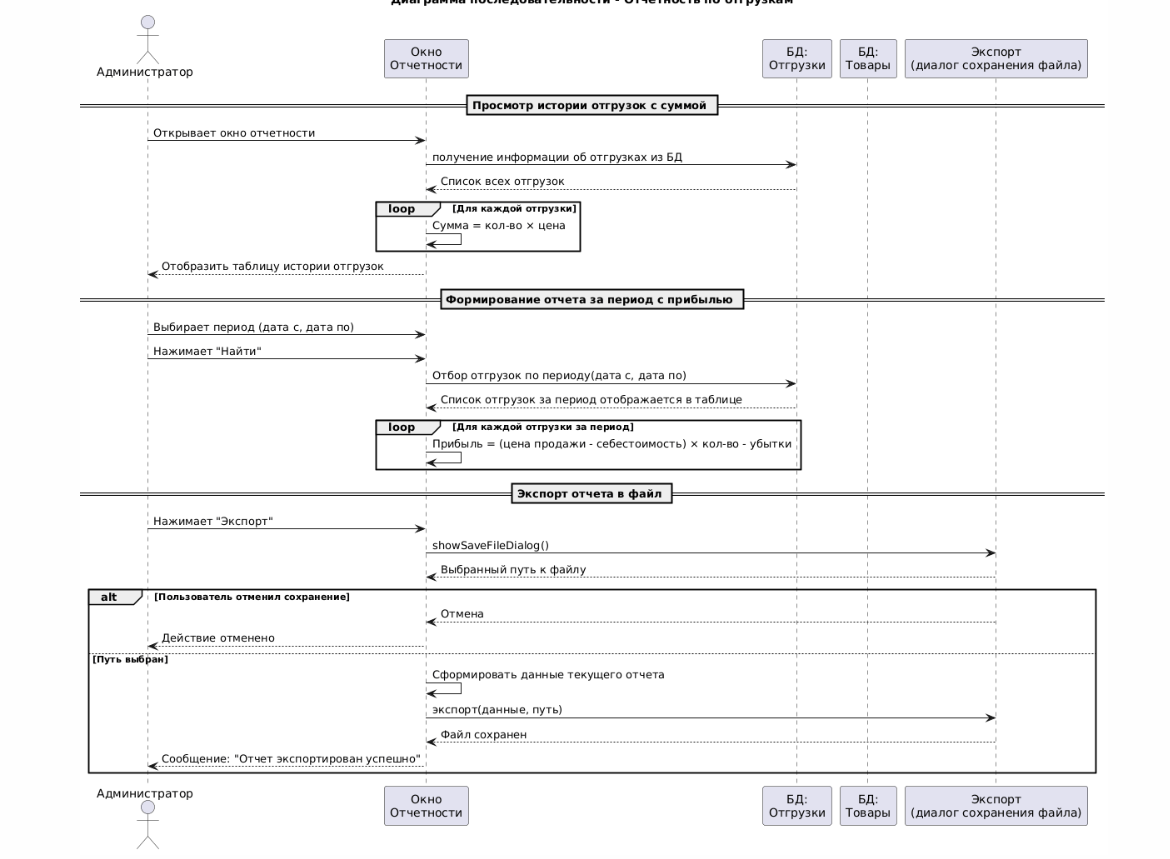 Диаграмма последовательности - Отчетность по отгрузкам
Администратор
Окно
Отчетности
БД:
Отгрузки
БД:
Товары
Экспорт
(диалог сохранения файла)
Просмотр истории отгрузок с суммой
Открывает окно отчетности
получение информации об отгрузках из БД
Список всех отгрузок
loop [Для каждой отгрузки]
Сумма = кол-во × цена
Отобразить таблицу истории отгрузок
Формирование отчета за период с прибылью
Выбирает период (дата с, дата по)
Нажимает "Найти"
Отбор отгрузок по периоду(дата с, дата по)
Список отгрузок за период отображается в таблице
loop [Для каждой отгрузки за период]
Прибыль = (цена продажи - себестоимость) × кол-во - убытки
Экспорт отчета в файл
Нажимает "Экспорт"
showSaveFileDialog()
Выбранный путь к файлу
alt [Пользователь отменил сохранение]
Отмена
Действие отменено
[Путь выбран]
Сформировать данные текущего отчета
экспорт(данные, путь)
Файл сохранен
Сообщение: "Отчет экспортирован успешно"
Администратор
Окно
Отчетности
БД:
Отгрузки
БД:
Товары
Экспорт
(диалог сохранения файла)